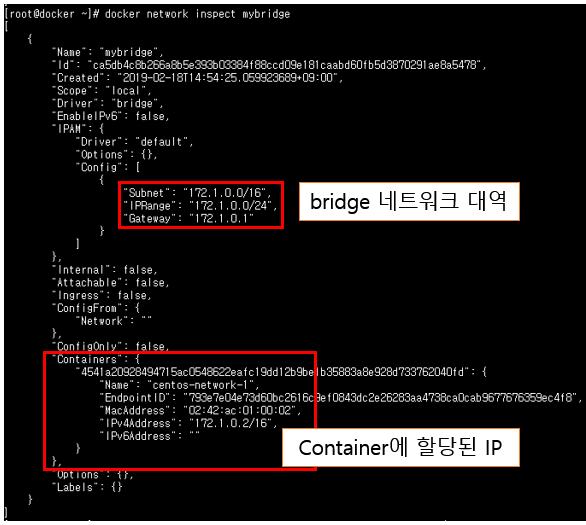 [root@docker ~]# docker network inspect mybridge
[
{
"Name": "mybridge",
"Id": "ca5db4c8b266a8b5e393b03384f88ccd09e181caabd60fb5d3870291ae8a5478",
"Created": "2019-02-18T14:54:25.059923689+09:00",
"Scope": "local",
"Driver": "bridge",
"EnableIPv6": false,
"IPAM": {
"Driver": "default",
"Options": {},
"Config": [
{
"Subnet": "172.1.0.0/16",
"IPRange": "172.1.0.0/24",
"Gateway": "172.1.0.1"
bridge 네트워크 대역
}
]
},
"Internal": false,
"Attachable": false,
"Ingress": false,
"ConfigFrom": {
"Network": ""
},
"ConfigOnly": false,
"Containers": {
"Name": "centos-network-1",
"EndpointID":
"MacAddress": "02:42:ac:01:00:02",
"IPv4Address": "172.1.0.2/16",
"IPv6Address": ""
Container에 할당된 IP
}
},
"Options": {},
"Labels": {}
}
]